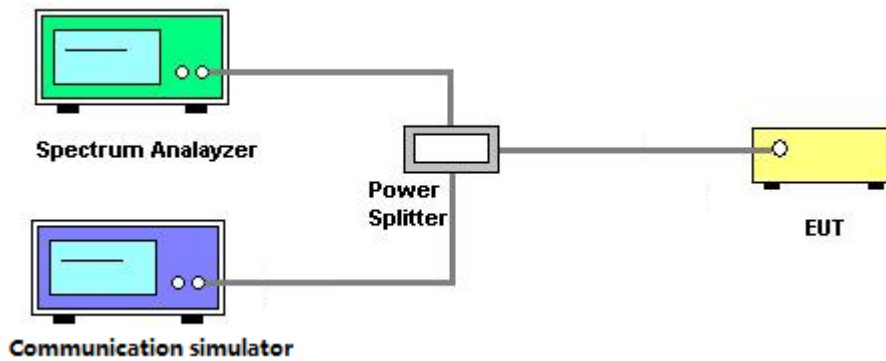 Spectrum Analayzer
Power
Splitter
EUT
Communication simulator